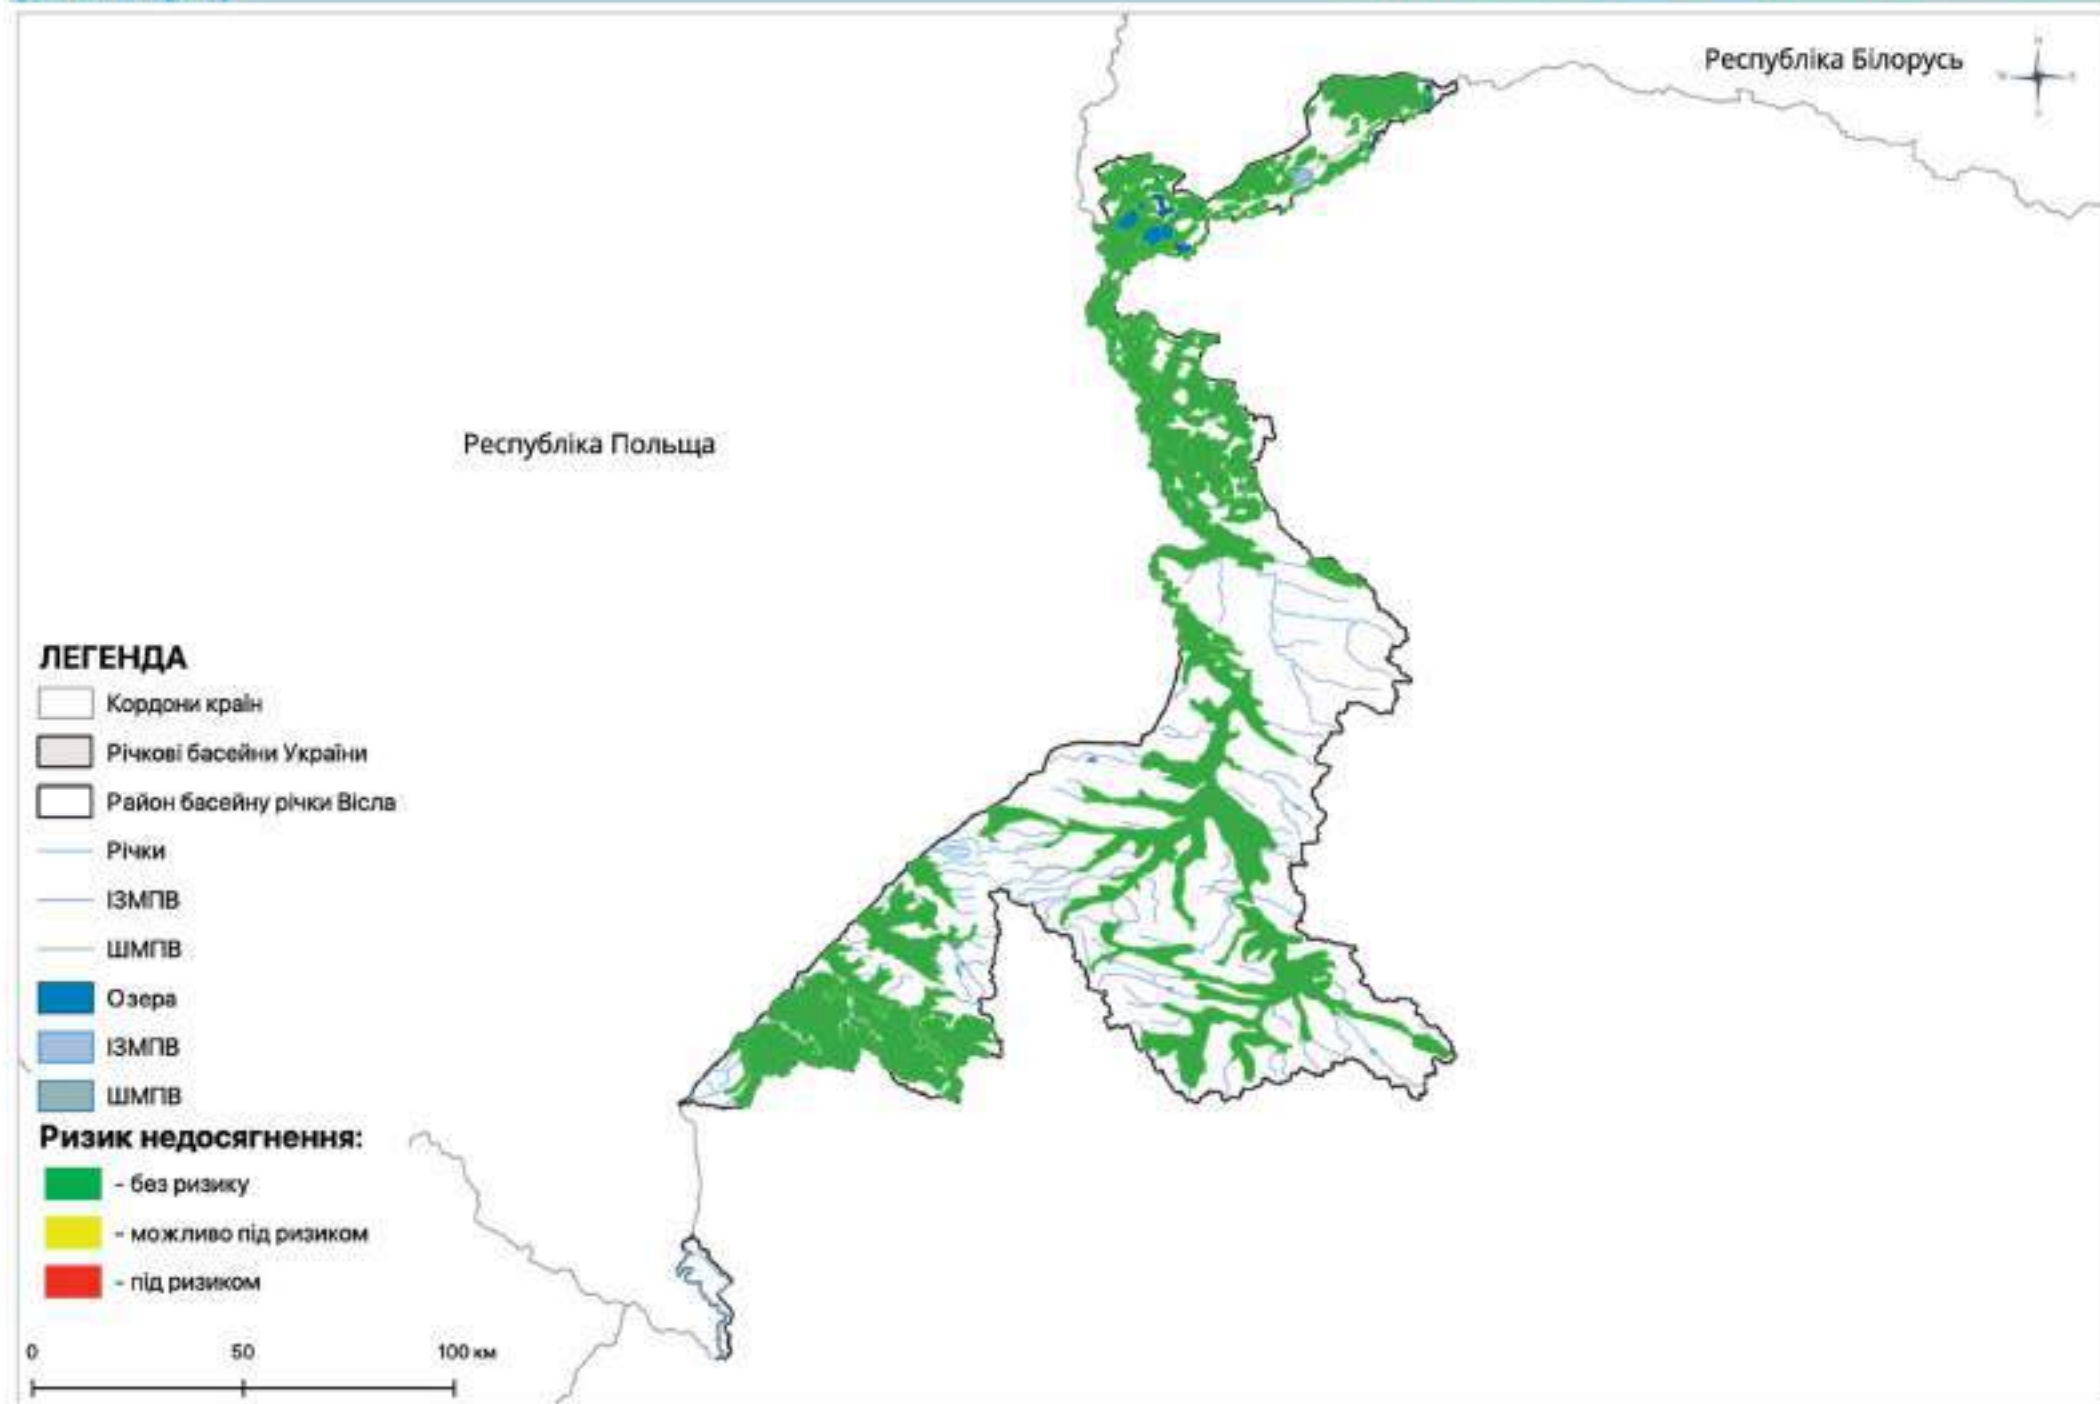 Республіка Білорусь
Республіка Польща
ЛЕГЕНДА
Кордони країн
Річкові басейни України
Район басейну річки Вісла
Річки
ІЗМПВ
ШМПВ
Озера
ІЗМПВ
ШМПВ
Ризик недосягнення:
- без ризику
- можливо під ризиком
- під ризиком
0 50 100 км